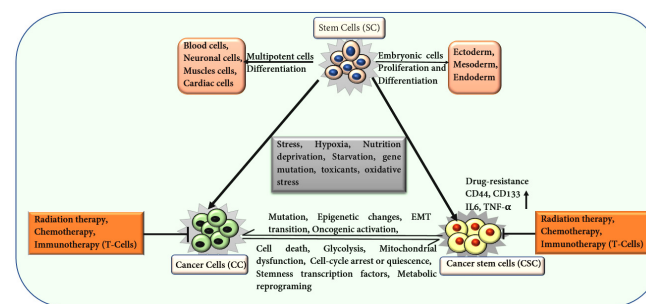 Stem Cells (SC)
Blood cells,
Neuronal cells,
Muscles cells,
Cardiac cells
Multipotent cells
Differentiation
Embryonic cells
Proliferation and
Differentiation
Ectoderm,
Mesoderm,
Endoderm
Stress, Hypoxia, Nutrition
deprivation, Starvation, gene
mutation, toxicants, oxidative
stress
Drug-resistance
CD44, CD133
IL6, TNF-α
Radiation therapy,
Chemotherapy,
Immunotherapy (T-Cells)
Mutation, Epigenetic changes, EMT
transition, Oncogenic activation,
Radiation therapy,
Chemotherapy,
Immunotherapy (T-Cells)
Cell death, Glycolysis, Mitochondrial
dysfunction, Cell-cycle arrest or quiescence,
Stemness transcription factors, Metabolic
reprograming
Cancer Cells (CC)
Cancer stem cells (CSC)